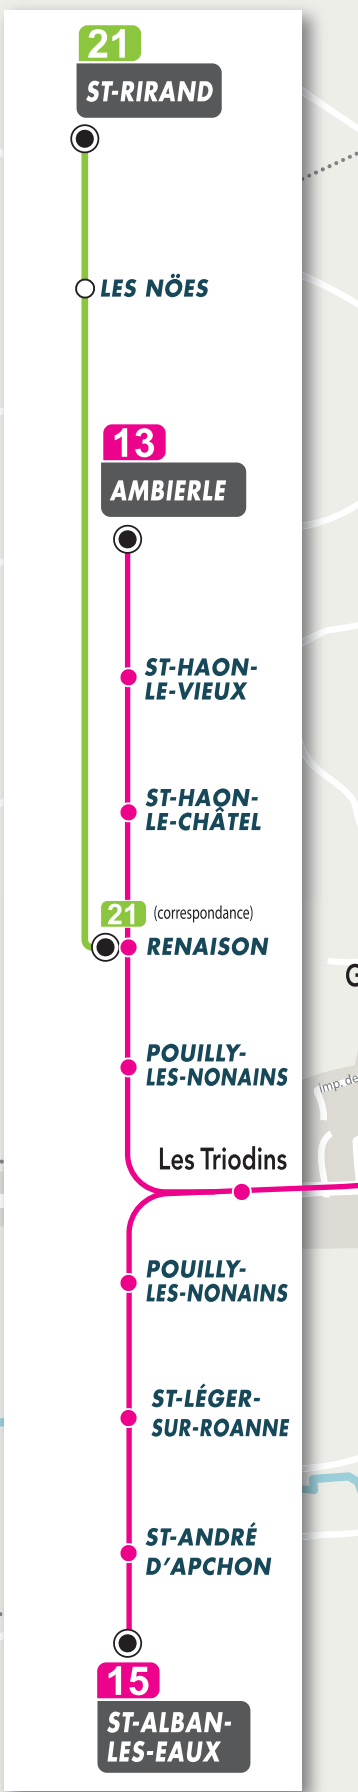 21
ST-RIRAND
LES NÖES
13
AMBIERLE
ST-HAON-
LE-VIEUX
ST-HAON-
LE-CHÂTEL
21 (correspondance)
RENAISON
G
POUILLY-
LES-NONAINS
Imp. de
Les Triodins
POUILLY-
LES-NONAINS
ST-LÉGER-
SUR-ROANNE
ST-ANDRÉ
D'APCHON
15
ST-ALBAN-
LES-EAUX